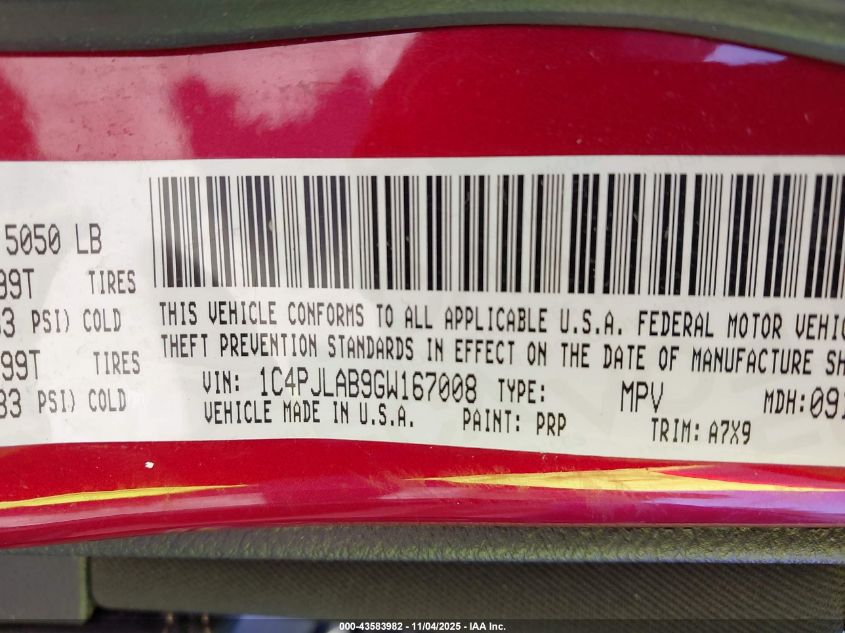 5050 LB
99T TIRES
33 PSI) COLD
99T TIRES
33 PSI) COLD
THIS VEHICLE CONFORMS TO ALL APPLICABLE U.S.A. FEDERAL MOTOR VEHIC
THEFT PREVENTION STANDARDS IN EFFECT ON THE DATE OF MANUFACTURE SH
VIN: 1C4PJLAB9GW167008 TYPE: MPV MDH:091
VEHICLE MADE IN U.S.A. PAINT: PRP TRIM: A7X9
000-43583982 - 11/04/2025 - IAA Inc.